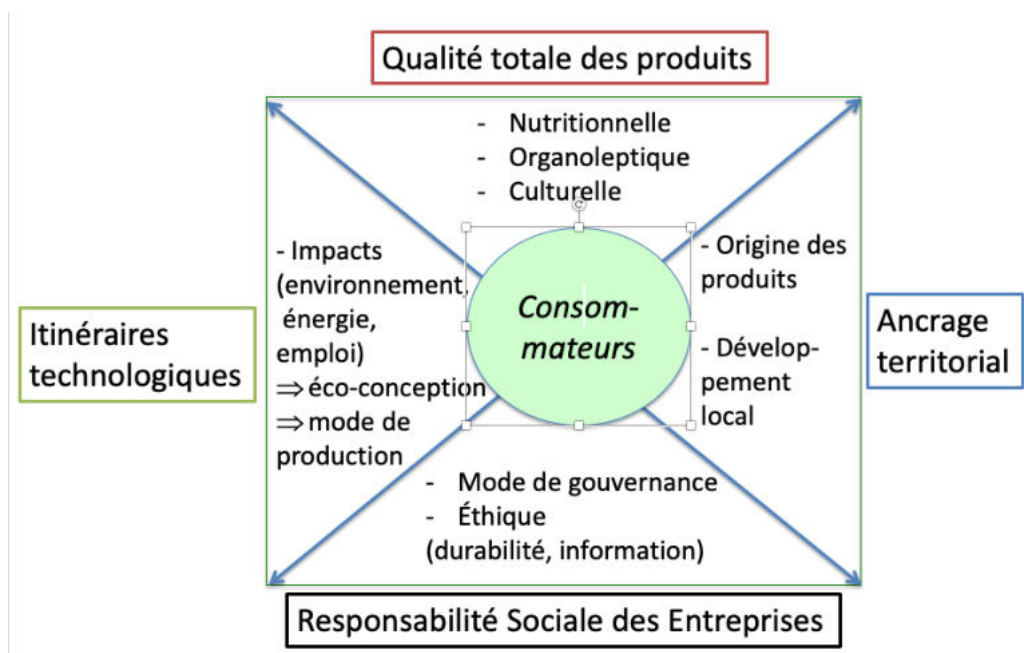 Qualité totale des produits
- Nutritionnelle
- Organoleptique
- Culturelle
- Impacts
(environnement,
énergie,
emploi)
⇒ éco-conception
⇒ mode de
production
Itinéraires
technologiques
Consom-
mateurs
- Origine des
produits
- Dévelop-
pement
local
Ancrage
territorial
- Mode de gouvernance
- Éthique
(durabilité, information)
Responsabilité Sociale des Entreprises